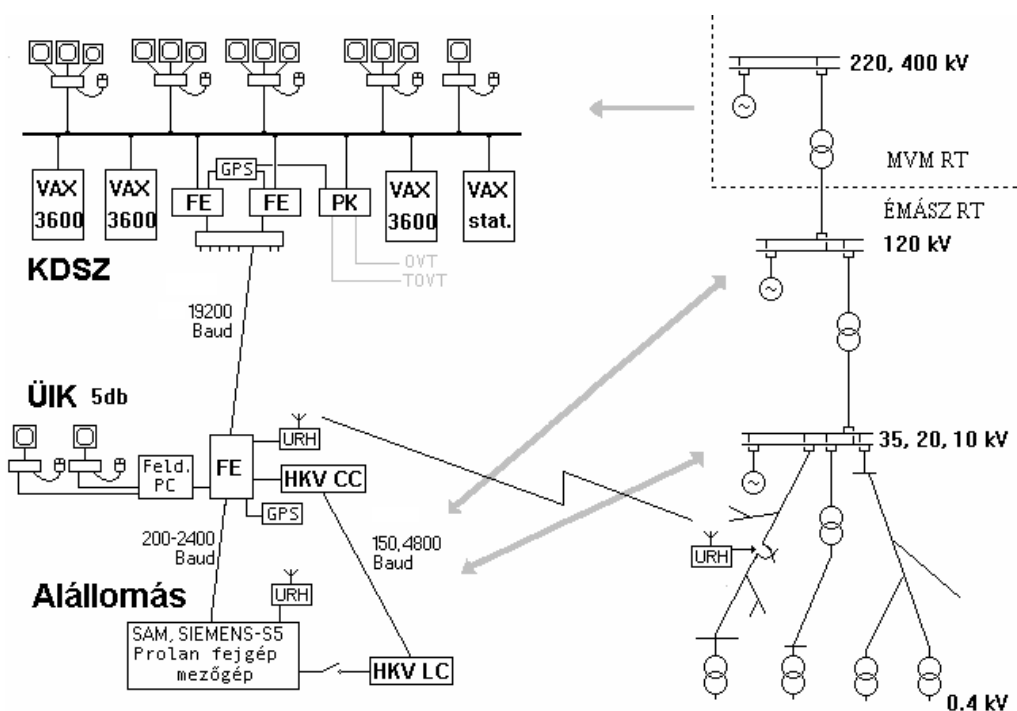 220, 400 kV
MVM RT
ÉMÁSZ RT
120 kV
GPS
VAX
3600
VAX
3600
FE
FE
PK
VAX
3600
VAX
stat.
KDSZ
OVT
TOVT
19200
Baud
ÜIK 5db
URH
35, 20, 10 kV
Feld.
PC
FE
HKV CC
GPS
200-2400
Baud
150,4800
Baud
URH
Alállomás
URH
SAM, SIEMENS-S5
Prolan fejgép
mezőgép
HKV LC
0.4 kV